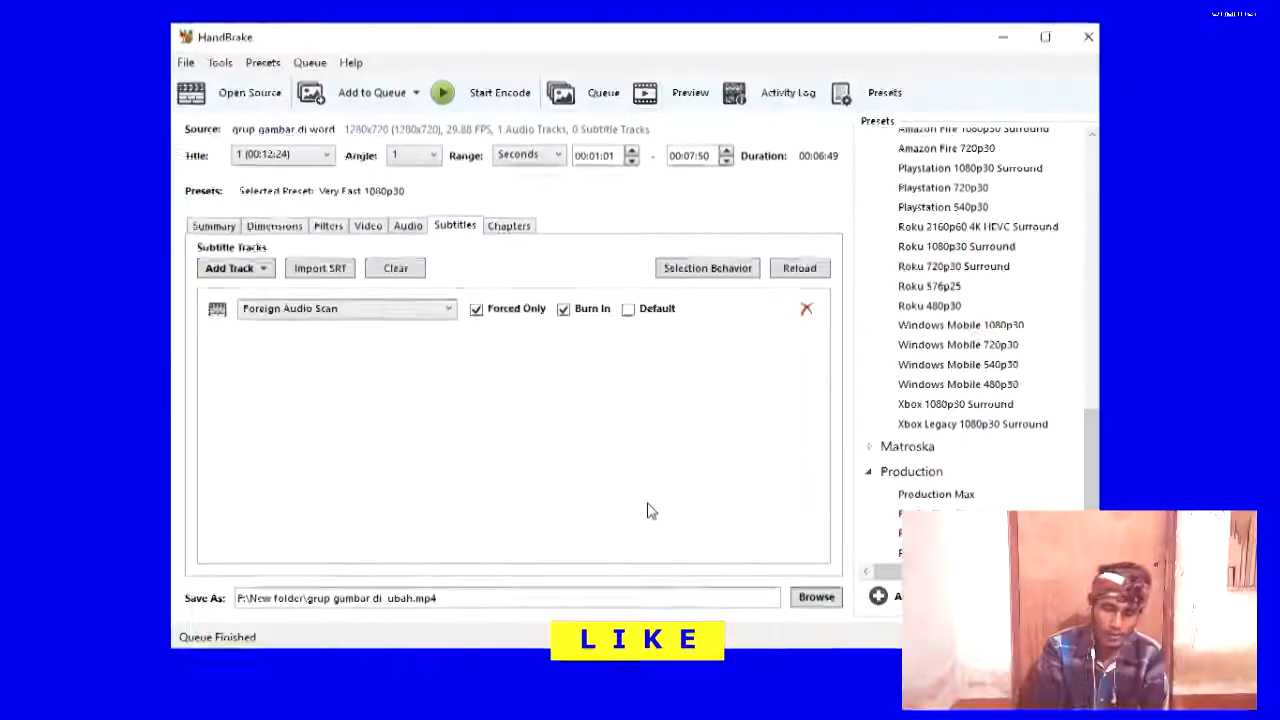 HandBrake
File Tools Presets Queue Help
Open Source Add to Queue Start Encode Queue Preview Activity Log Presets
Source: grup gambar di word 1280x720 (1280x720), 29.88 FPS, 1 Audio Tracks, 0 Subtitle Tracks
Title: 1 (00:12:24) Angle: 1 Range: Seconds 00:01:01 - 00:07:50 Duration: 00:06:49
Presets: Selected Preset: Very Fast 1080p30
Summary Dimensions Filters Video Audio Subtitles Chapters
Subtitle Tracks
Add Track Import SRT Clear Selection Behavior Reload
Foreign Audio Scan Forced Only Burn In Default
Save As: F:\New folder\grup gambar di ubah.mp4 Browse
Queue Finished
Presets
Amazon Fire 1080p30 Surround
Amazon Fire 720p30
Playstation 1080p30 Surround
Playstation 720p30
Playstation 540p30
Roku 2160p60 4K HEVC Surround
Roku 1080p30 Surround
Roku 720p30 Surround
Roku 576p25
Roku 480p30
Windows Mobile 1080p30
Windows Mobile 720p30
Windows Mobile 540p30
Windows Mobile 480p30
Xbox 1080p30 Surround
Xbox Legacy 1080p30 Surround
Matroska
Production
Production Max
LIKE